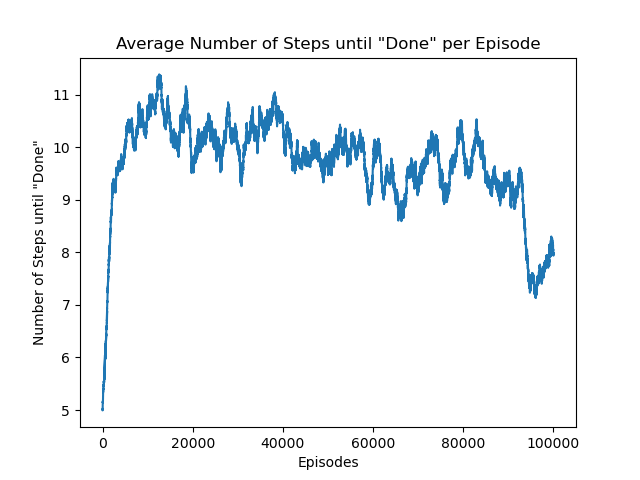 Average Number of Steps until "Done" per Episode
11
10
9
8
7
6
5
Number of Steps until "Done"
0 20000 40000 60000 80000 100000
Episodes